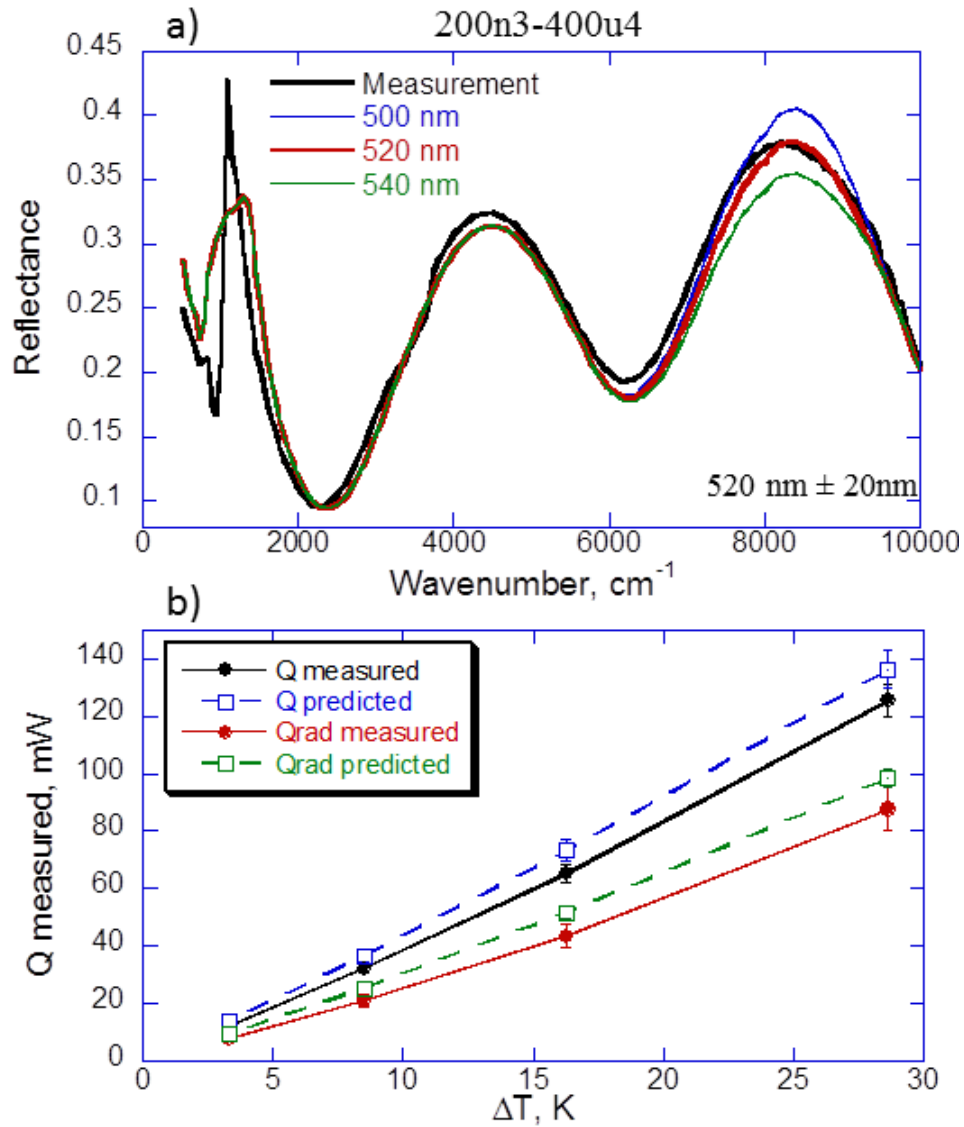 a)
200n3-400u4
0.45
0.4
0.35
0.3
0.25
0.2
0.15
0.1
Reflectance
Measurement
500 nm
520 nm
540 nm
520 nm ± 20nm
0 2000 4000 6000 8000 10000
Wavenumber, cm⁻¹
b)
140
120
100
80
60
40
20
0
Q measured, mW
Q measured
Q predicted
Qrad measured
Qrad predicted
0 5 10 15 20 25 30
ΔT, K